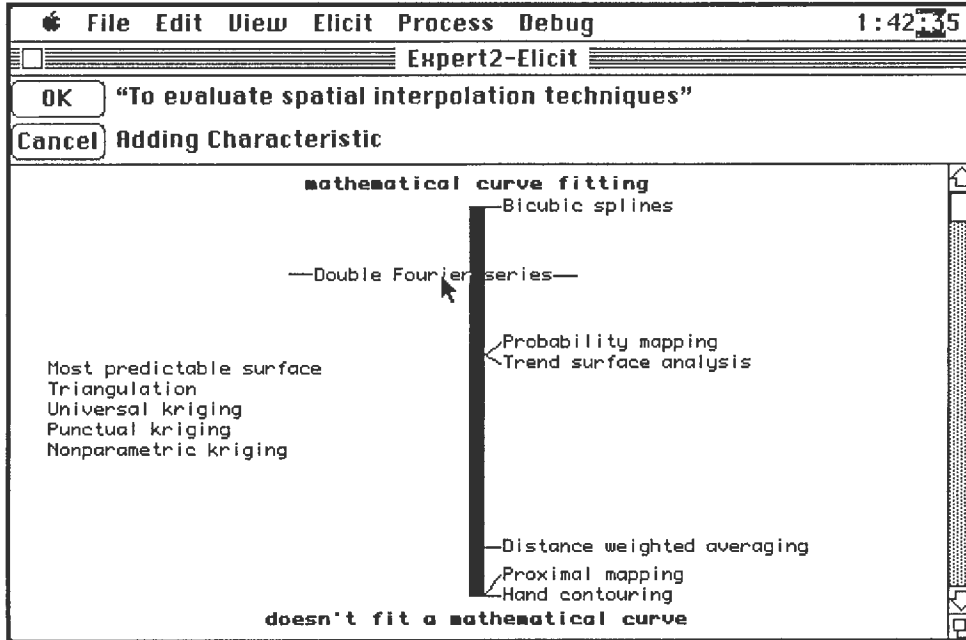 File Edit View Elicit Process Debug 1:42:35
Expert2-Elicit
OK "To evaluate spatial interpolation techniques"
Cancel Adding Characteristic
mathematical curve fitting
Bicubic splines
Double Fourier series
Probability mapping
Trend surface analysis
Most predictable surface
Triangulation
Universal kriging
Punctual kriging
Nonparametric kriging
Distance weighted averaging
Proximal mapping
Hand contouring
doesn't fit a mathematical curve